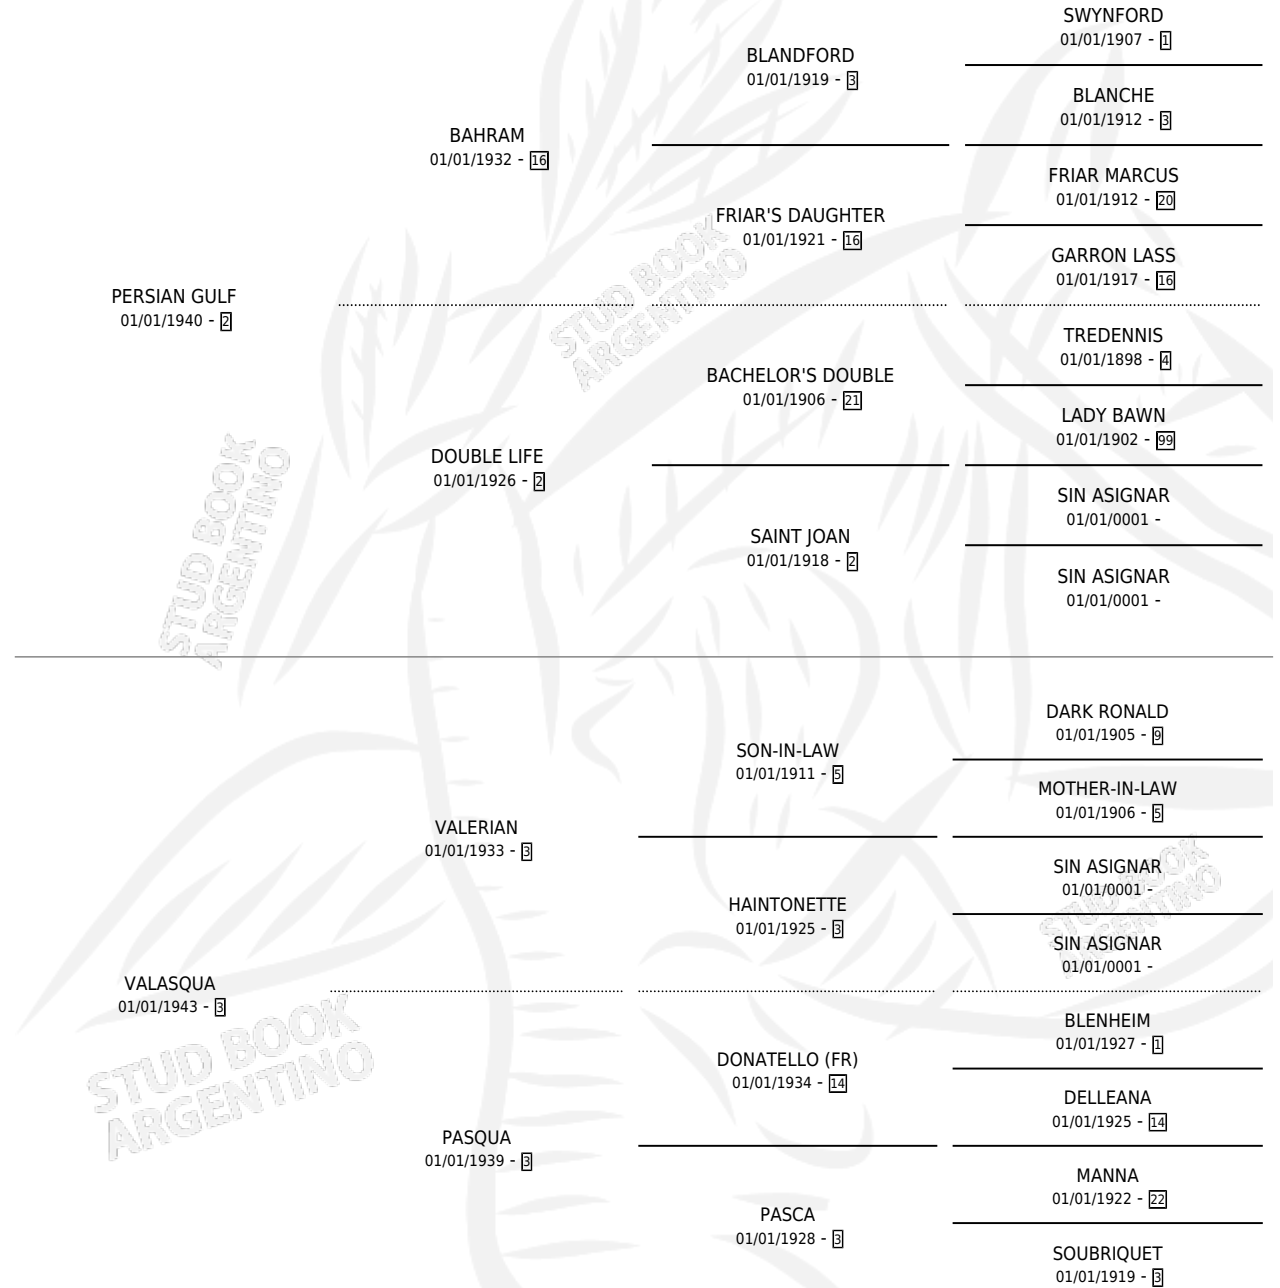 SWYNFORD
01/01/1907 - 1
BLANDFORD
01/01/1919 - 3
BLANCHE
01/01/1912 - 3
BAHRAM
01/01/1932 - 16
FRIAR MARCUS
01/01/1912 - 20
FRIAR'S DAUGHTER
01/01/1921 - 16
GARRON LASS
01/01/1917 - 16
PERSIAN GULF
01/01/1940 - 2
TREDENNIS
01/01/1898 - 4
BACHELOR'S DOUBLE
01/01/1906 - 21
LADY BAWN
01/01/1902 - 99
DOUBLE LIFE
01/01/1926 - 2
SIN ASIGNAR
01/01/0001 -
SAINT JOAN
01/01/1918 - 2
SIN ASIGNAR
01/01/0001 -
DARK RONALD
01/01/1905 - 9
SON-IN-LAW
01/01/1911 - 5
MOTHER-IN-LAW
01/01/1906 - 5
VALERIAN
01/01/1933 - 3
SIN ASIGNAR
01/01/0001 -
HAINTONETTE
01/01/1925 - 3
SIN ASIGNAR
01/01/0001 -
VALASQUA
01/01/1943 - 3
BLENHEIM
01/01/1927 - 1
DONATELLO (FR)
01/01/1934 - 14
DELLEANA
01/01/1925 - 14
PASQUA
01/01/1939 - 3
MANNA
01/01/1922 - 22
PASCA
01/01/1928 - 3
SOUBRIQUET
01/01/1919 - 3
STUD BOOK
ARGENTINO
STUD BOOK
ARGENTINO
STUD BOOK
ARGENTINO
STUD BOOK
ARGENTINO